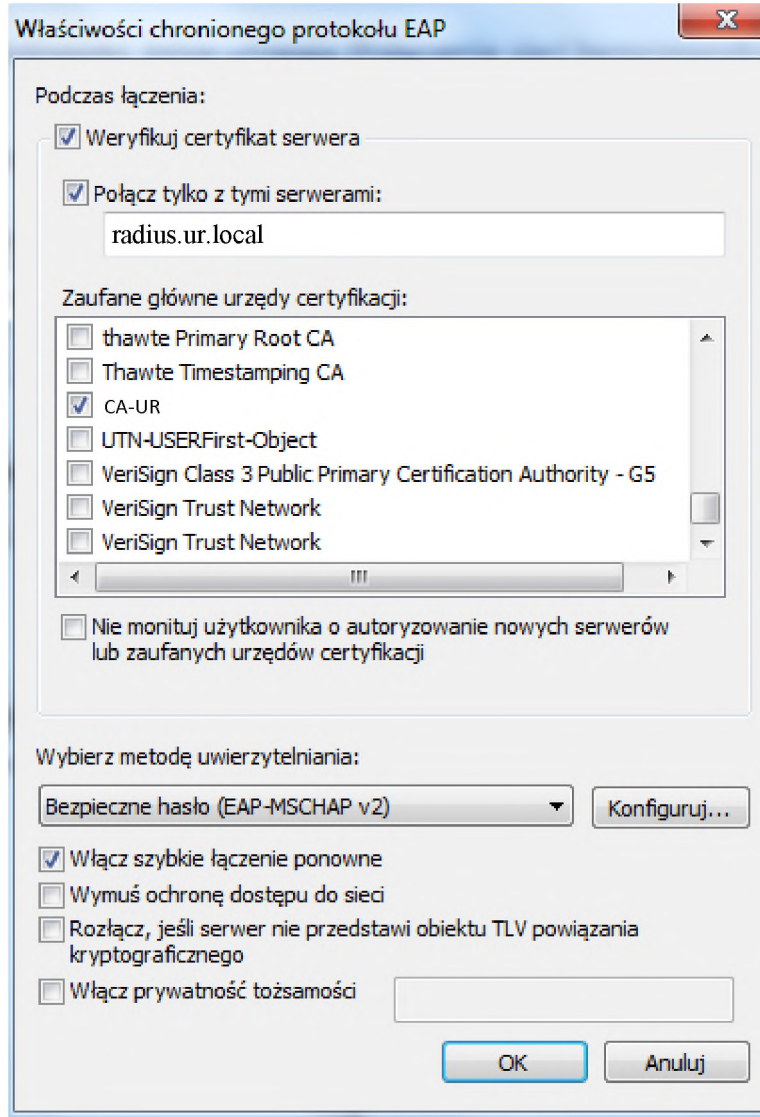 Właściwości chronionego protokołu EAP
Podczas łączenia:
Weryfikuj certyfikat serwera
Połącz tylko z tymi serwerami:
radius.ur.local
Zaufane główne urzędy certyfikacji:
thawte Primary Root CA
Thawte Timestamping CA
CA-UR
UTN-USERFirst-Object
VeriSign Class 3 Public Primary Certification Authority - G5
VeriSign Trust Network
VeriSign Trust Network
Nie monituj użytkownika o autoryzowanie nowych serwerów
lub zaufanych urzędów certyfikacji
Wybierz metodę uwierzytelniania:
Bezpieczne hasło (EAP-MSCHAP v2)
Konfiguruj...
Włącz szybkie łączenie ponowne
Wymuś ochronę dostępu do sieci
Rozłącz, jeśli serwer nie przedstawi obiektu TLV powiązania
kryptograficznego
Włącz prywatność tożsamości
OK
Anuluj